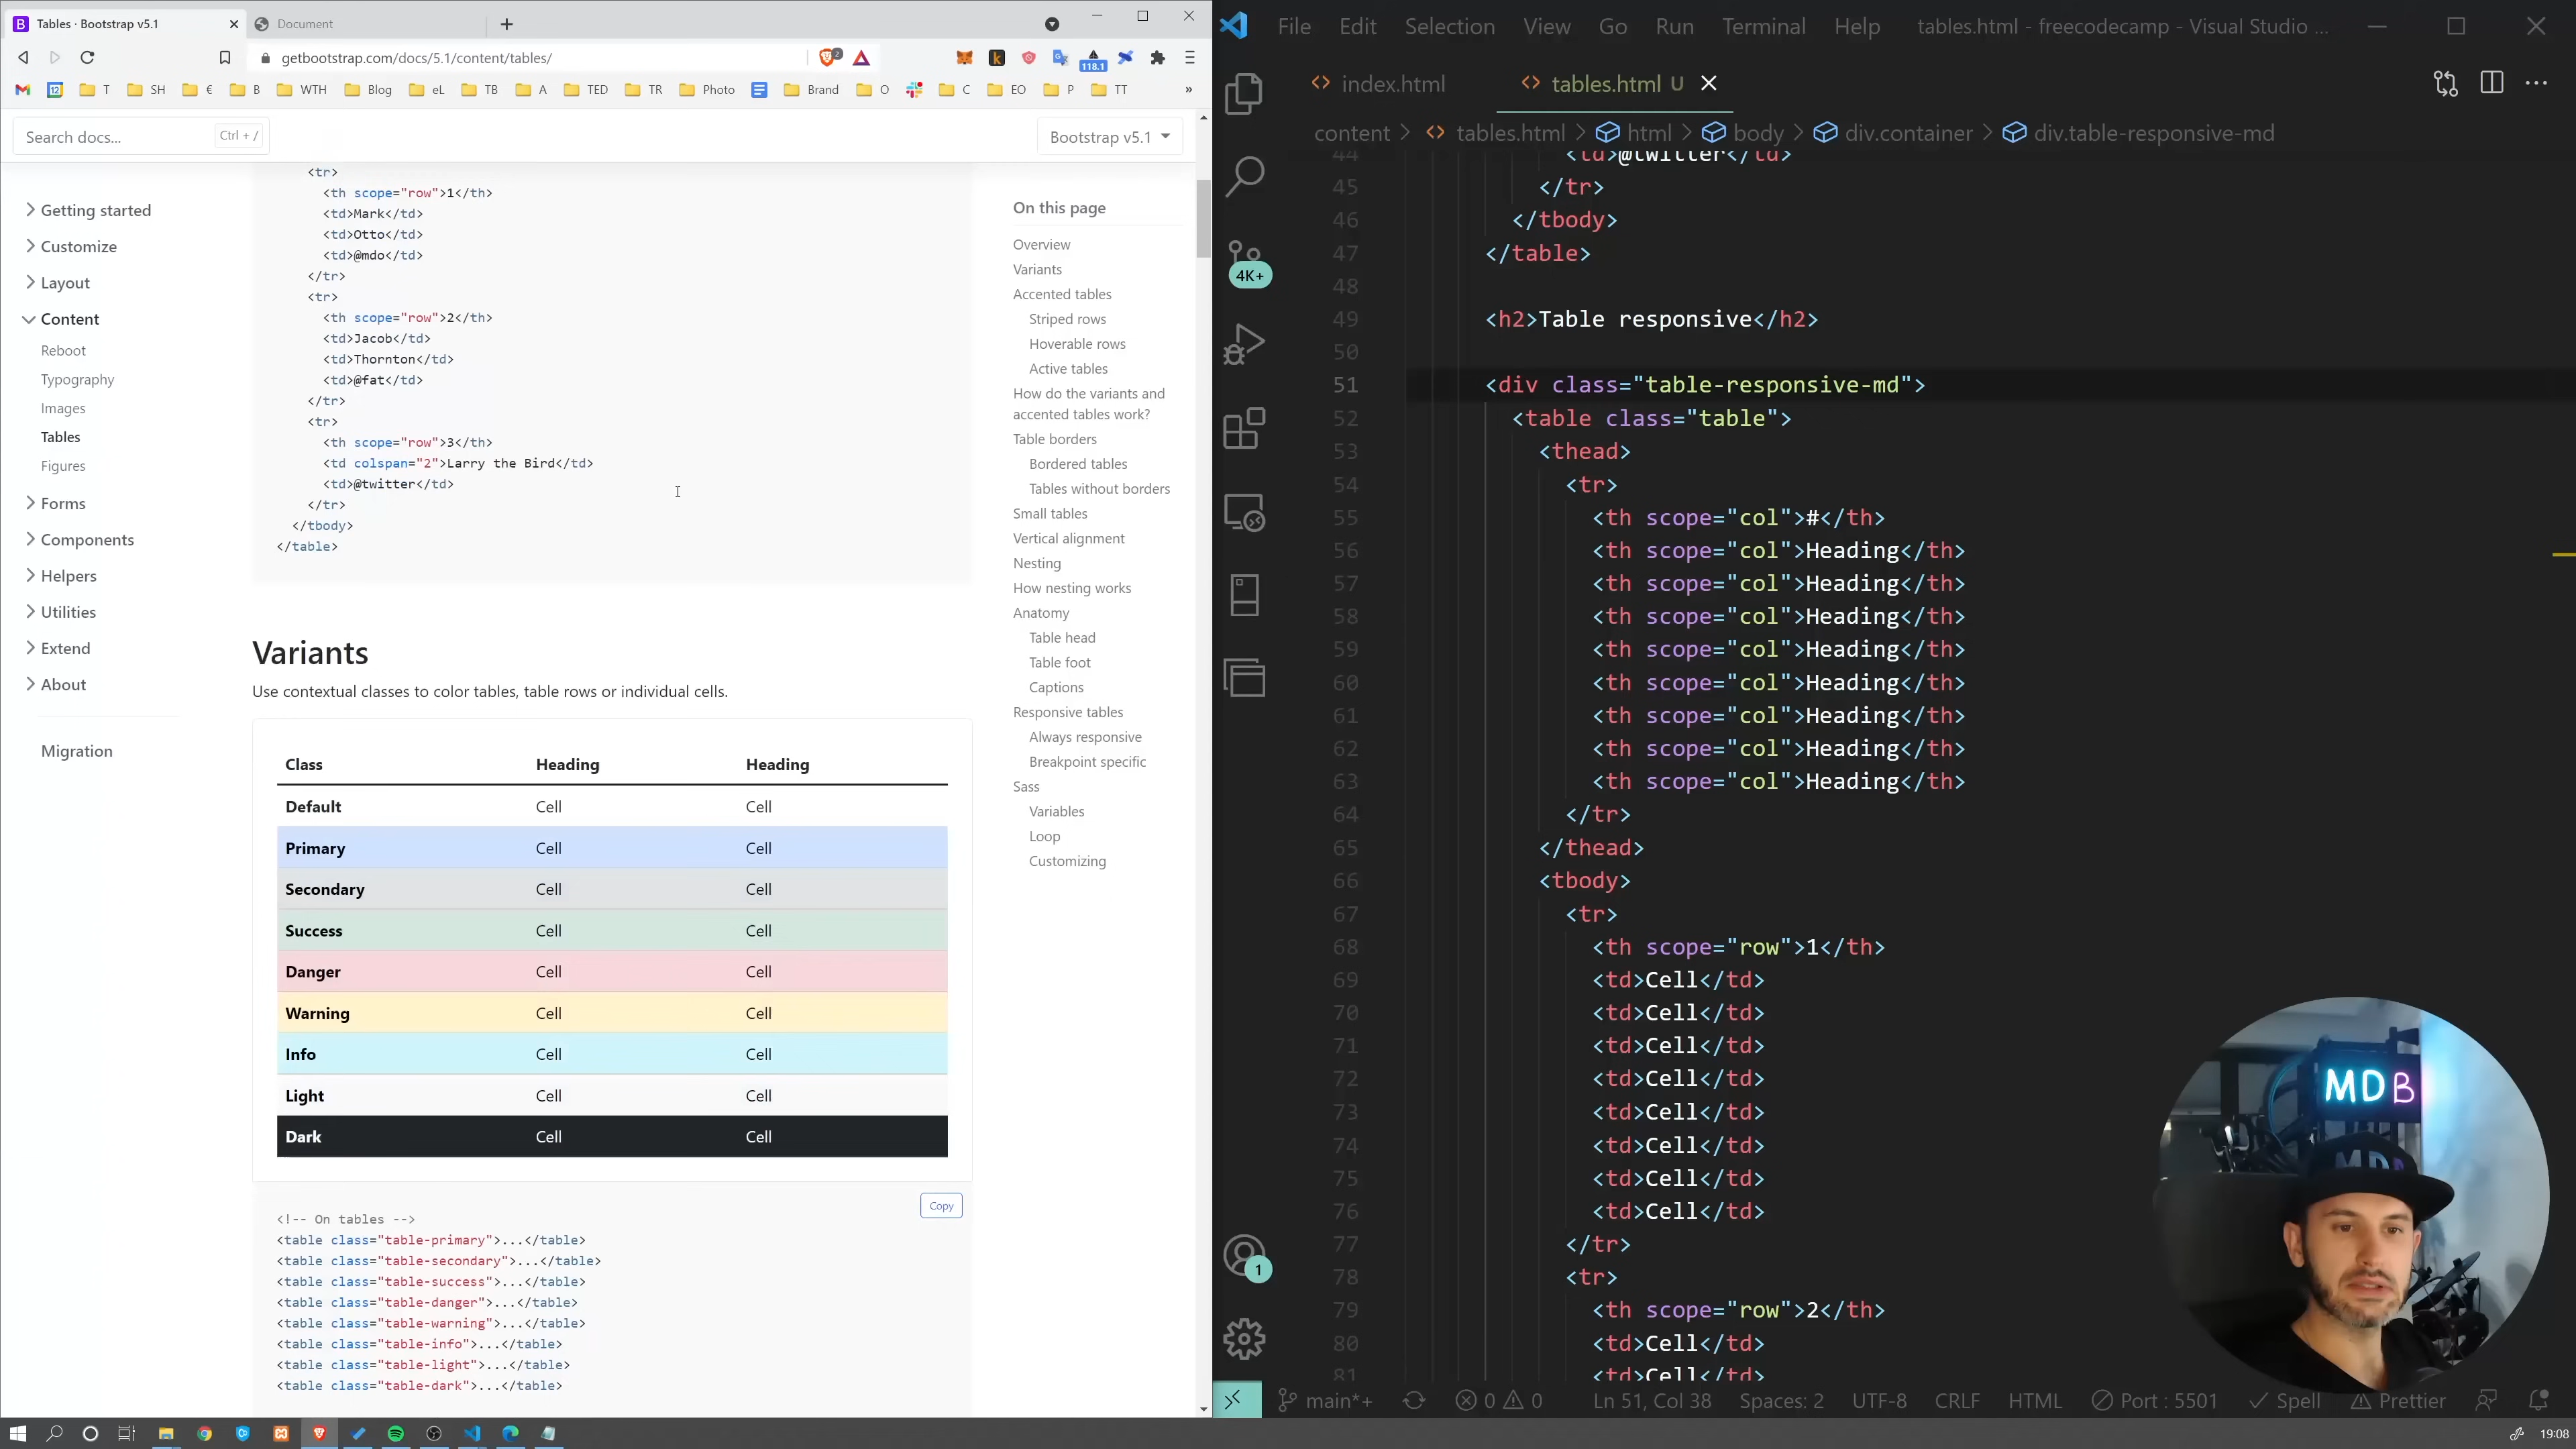 Tables · Bootstrap v5.1
Document
getbootstrap.com/docs/5.1/content/tables/
2
118.1
12
T
SH
€
B
WTH
Blog
eL
TB
A
TED
TR
Photo
Brand
O
C
EO
P
TT
»
Search docs...
Ctrl + /
Bootstrap v5.1
Getting started
Customize
Layout
Content
Reboot
Typography
Images
Tables
Figures
Forms
Components
Helpers
Utilities
Extend
About
Migration
<tr>
<th scope="row">1</th>
<td>Mark</td>
<td>Otto</td>
<td>@mdo</td>
</tr>
<tr>
<th scope="row">2</th>
<td>Jacob</td>
<td>Thornton</td>
<td>@fat</td>
</tr>
<tr>
<th scope="row">3</th>
<td colspan="2">Larry the Bird</td>
<td>@twitter</td>
</tr>
</tbody>
</table>
Variants
Use contextual classes to color tables, table rows or individual cells.
Class Heading Heading
Default Cell Cell
Primary Cell Cell
Secondary Cell Cell
Success Cell Cell
Danger Cell Cell
Warning Cell Cell
Info Cell Cell
Light Cell Cell
Dark Cell Cell
Copy
<!-- On tables -->
<table class="table-primary">...</table>
<table class="table-secondary">...</table>
<table class="table-success">...</table>
<table class="table-danger">...</table>
<table class="table-warning">...</table>
<table class="table-info">...</table>
<table class="table-light">...</table>
<table class="table-dark">...</table>
On this page
Overview
Variants
Accented tables
Striped rows
Hoverable rows
Active tables
How do the variants and
accented tables work?
Table borders
Bordered tables
Tables without borders
Small tables
Vertical alignment
Nesting
How nesting works
Anatomy
Table head
Table foot
Captions
Responsive tables
Always responsive
Breakpoint specific
Sass
Variables
Loop
Customizing
File Edit Selection View Go Run Terminal Help
tables.html - freecodecamp - Visual Studio ...
index.html
tables.html U
content > tables.html > html > body > div.container > div.table-responsive-md
4K+
1
44 <td>@twitter</td>
45 </tr>
46 </tbody>
47 </table>
48
49 <h2>Table responsive</h2>
50
51 <div class="table-responsive-md">
52 <table class="table">
53 <thead>
54 <tr>
55 <th scope="col">#</th>
56 <th scope="col">Heading</th>
57 <th scope="col">Heading</th>
58 <th scope="col">Heading</th>
59 <th scope="col">Heading</th>
60 <th scope="col">Heading</th>
61 <th scope="col">Heading</th>
62 <th scope="col">Heading</th>
63 <th scope="col">Heading</th>
64 </tr>
65 </thead>
66 <tbody>
67 <tr>
68 <th scope="row">1</th>
69 <td>Cell</td>
70 <td>Cell</td>
71 <td>Cell</td>
72 <td>Cell</td>
73 <td>Cell</td>
74 <td>Cell</td>
75 <td>Cell</td>
76 <td>Cell</td>
77 </tr>
78 <tr>
79 <th scope="row">2</th>
80 <td>Cell</td>
81 <td>Cell</td>
MDB
main*+
0
0
Ln 51, Col 38
Spaces: 2
UTF-8
CRLF
HTML
Port : 5501
Spell
Prettier
19:08